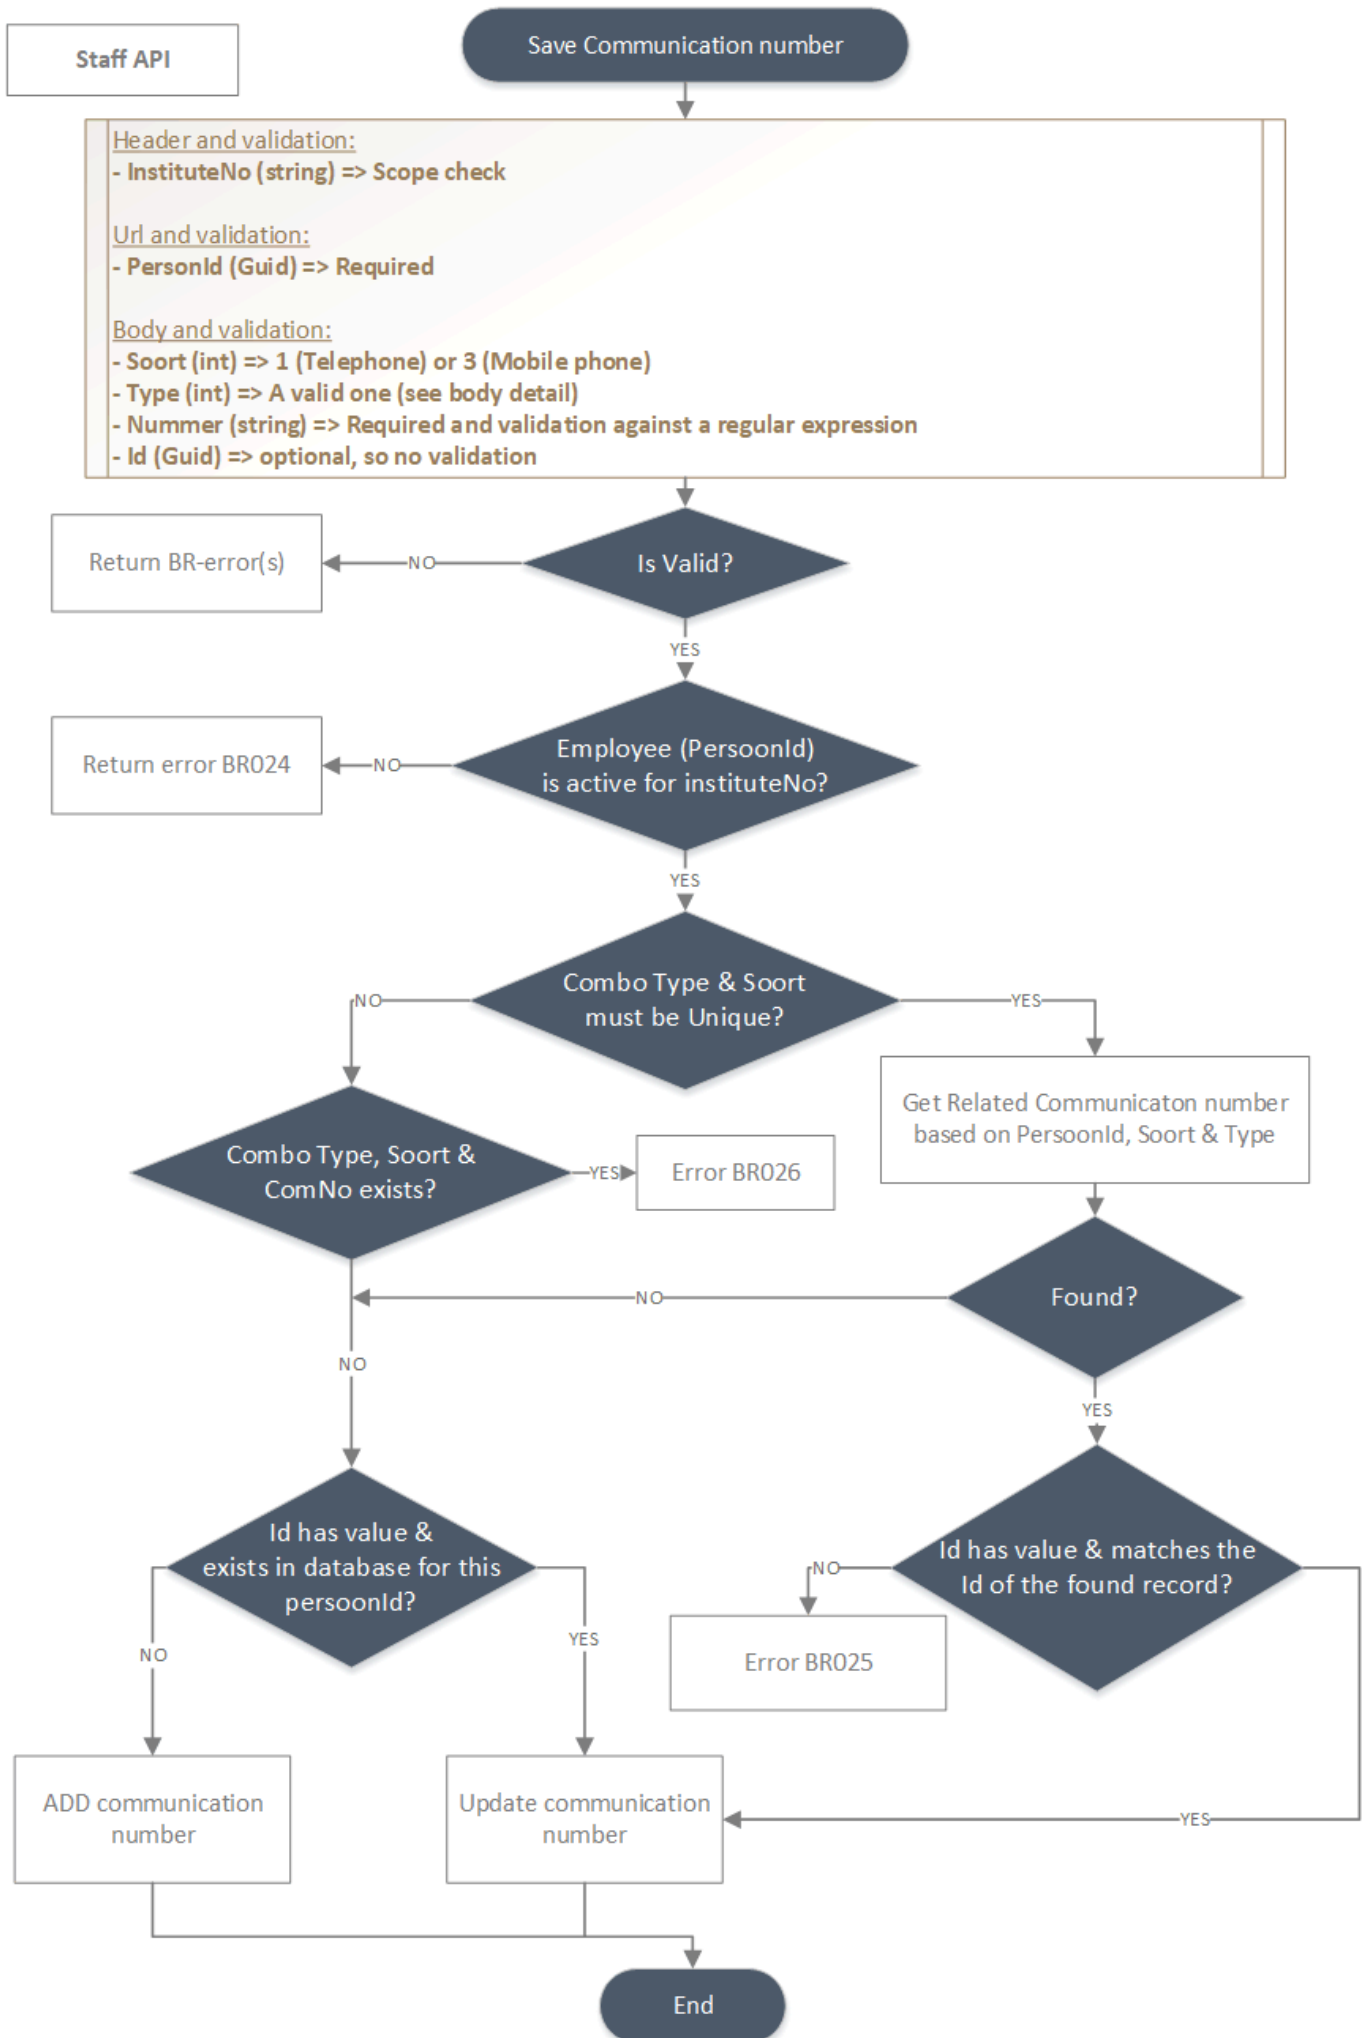 Staff API
Save Communication number
Header and validation:
- InstituteNo (string) => Scope check
Url and validation:
- PersonId (Guid) => Required
Body and validation:
- Soort (int) => 1 (Telephone) or 3 (Mobile phone)
- Type (int) => A valid one (see body detail)
- Nummer (string) => Required and validation against a regular expression
- Id (Guid) => optional, so no validation
Is Valid?
NO
Return BR-error(s)
YES
Employee (PersoonId)
is active for instituteNo?
NO
Return error BR024
YES
Combo Type & Soort
must be Unique?
NO
YES
Get Related Communicaton number
based on PersoonId, Soort & Type
Combo Type, Soort &
ComNo exists?
YES
Error BR026
Found?
NO
NO
YES
Id has value &
exists in database for this
persoonId?
Id has value & matches the
Id of the found record?
NO
Error BR025
NO
YES
ADD communication
number
Update communication
number
YES
End